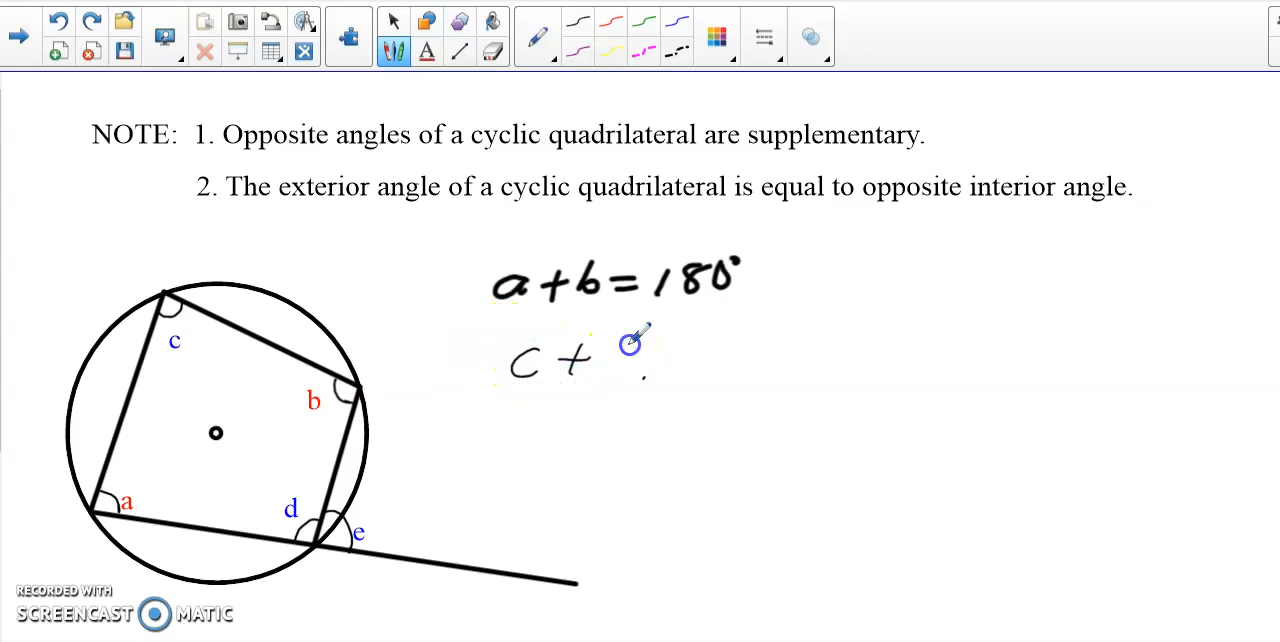 NOTE: 1. Opposite angles of a cyclic quadrilateral are supplementary.
2. The exterior angle of a cyclic quadrilateral is equal to opposite interior angle.
a+b=180°
c+
c
b
a
d
e
RECORDED WITH
SCREENCAST MATIC